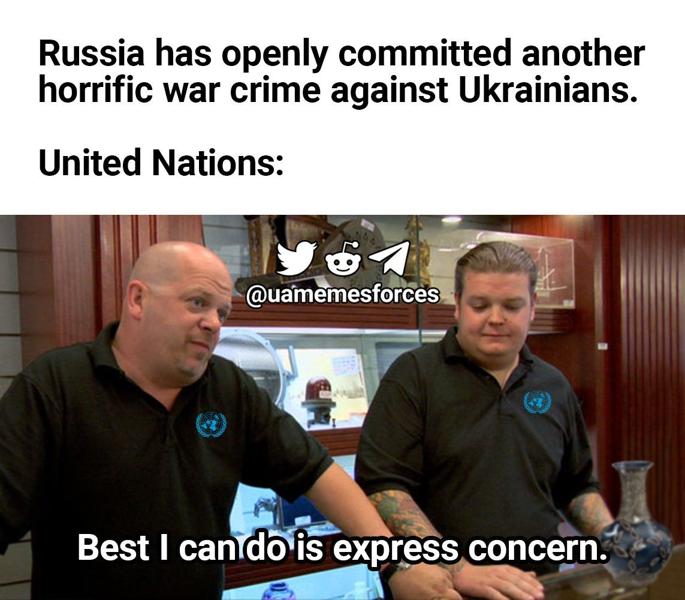 Russia has openly committed another
horrific war crime against Ukrainians.
United Nations:
@uamemesforces
Best I can do is express concern.